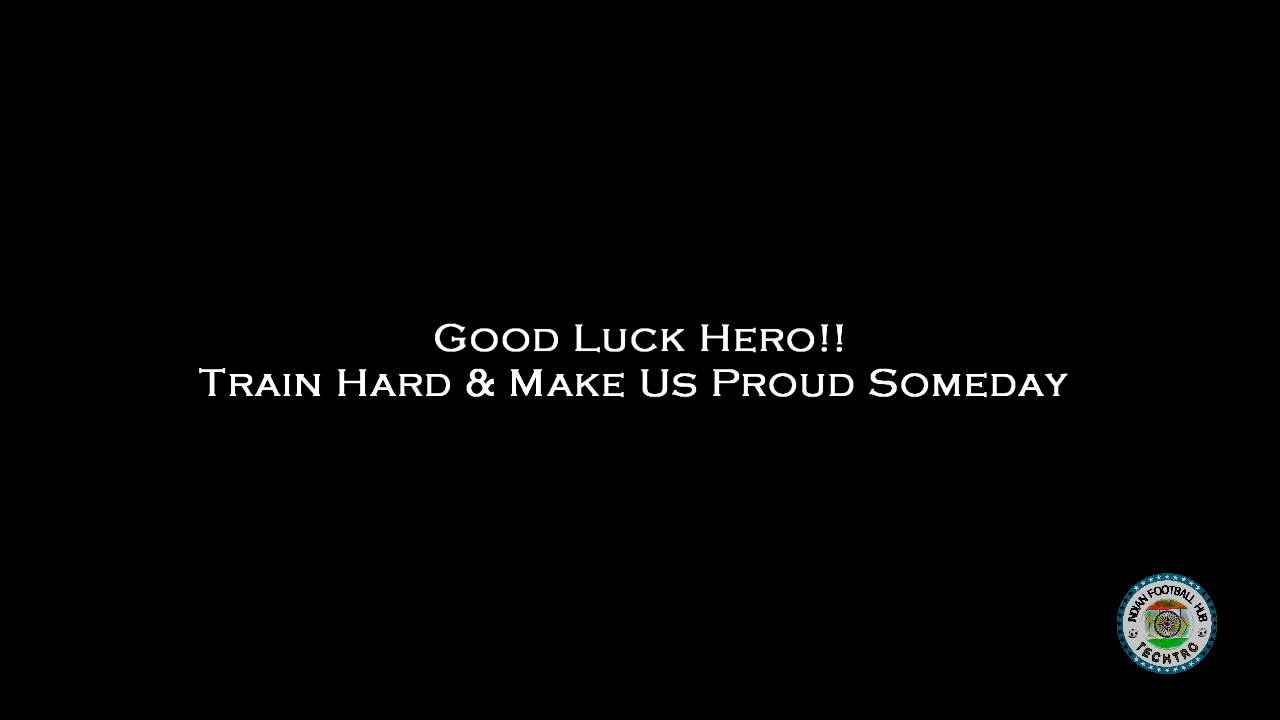 Good Luck Hero!!
Train Hard & Make Us Proud Someday
INDIAN FOOTBALL HUB
TECHTRO